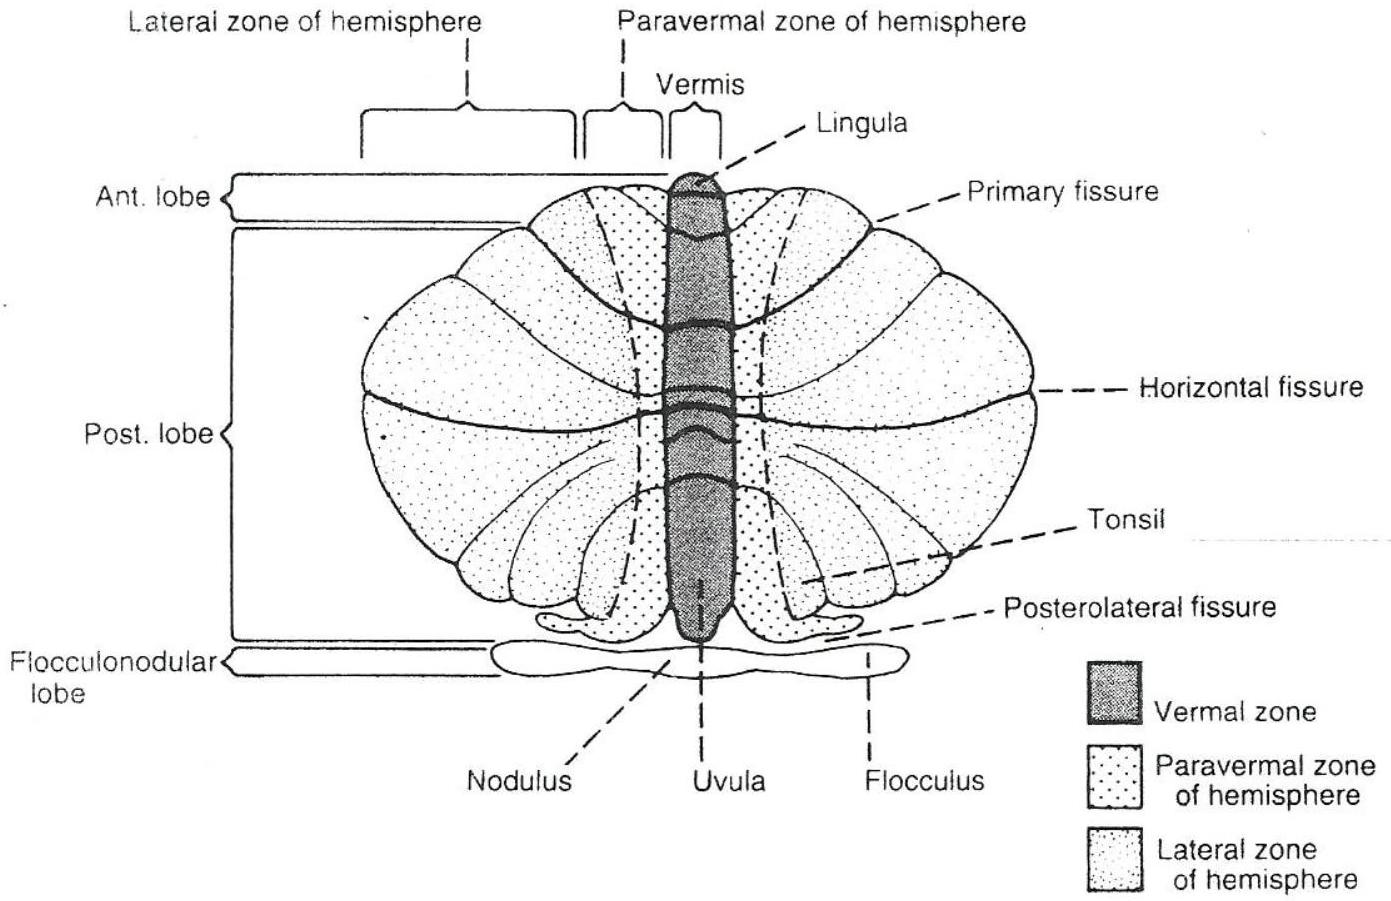 Lateral zone of hemisphere
Paravermal zone of hemisphere
Vermis
Lingula
Ant. lobe
Primary fissure
Horizontal fissure
Post. lobe
Tonsil
Posterolateral fissure
Flocculonodular
lobe
Nodulus
Uvula
Flocculus
Vermal zone
Paravermal zone
of hemisphere
Lateral zone
of hemisphere